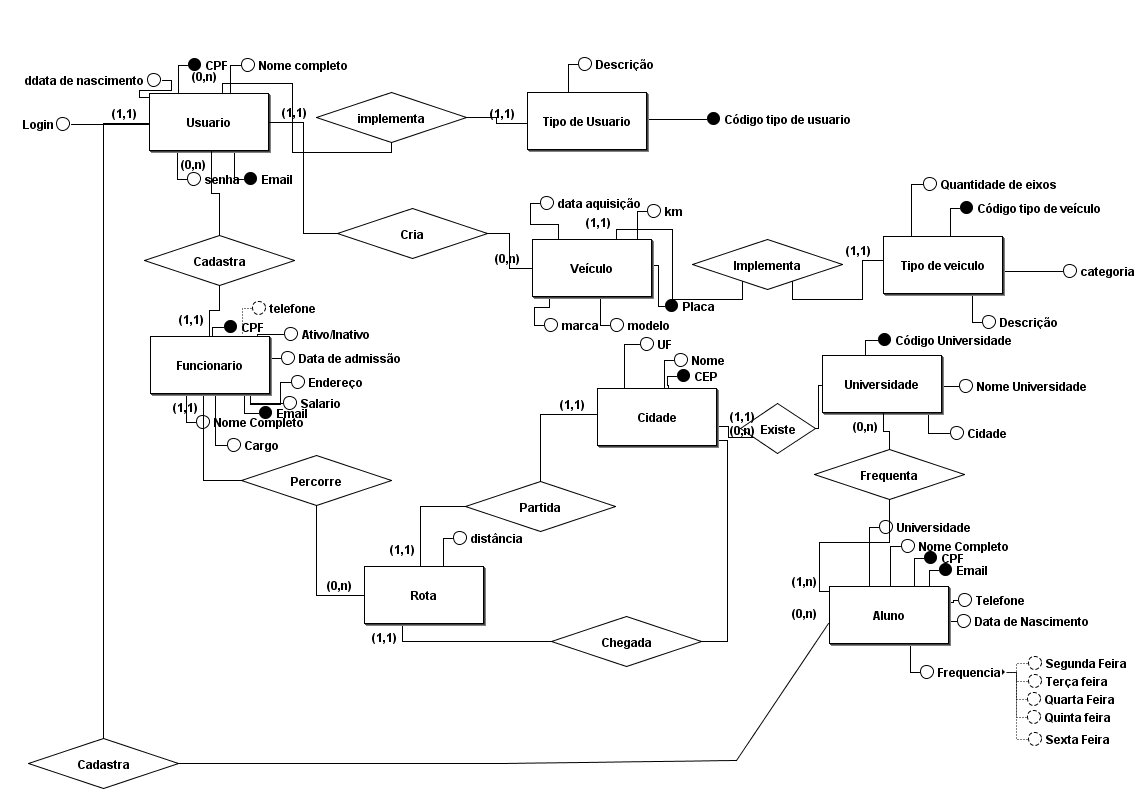 CPF
Nome completo
(0,n)
ddata de nascimento
Descrição
(1,1)
(1,1)
(1,1)
Login
Usuario
implementa
Tipo de Usuario
Código tipo de usuario
(0,n)
senha
Email
Quantidade de eixos
data aquisição
km
Código tipo de veículo
(1,1)
Cria
Cadastra
(0,n)
Veículo
Implementa
(1,1)
Tipo de veiculo
categoria
telefone
Placa
(1,1)
CPF
marca
modelo
Descrição
Ativo/Inativo
UF
Código Universidade
Funcionario
Data de admissão
Nome
CEP
Endereço
Universidade
Nome Universidade
Salario
(1,1)
Email
(1,1)
Cidade
(1,1)
Nome Completo
(0,n)
Existe
(0,n)
Cidade
Cargo
Percorre
Frequenta
Partida
Universidade
distância
(1,1)
Nome Completo
CPF
Email
(0,n)
Rota
(1,n)
Telefone
(0,n)
Aluno
Data de Nascimento
(1,1)
Chegada
Frequencia
Segunda Feira
Terça feira
Quarta Feira
Quinta feira
Sexta Feira
Cadastra